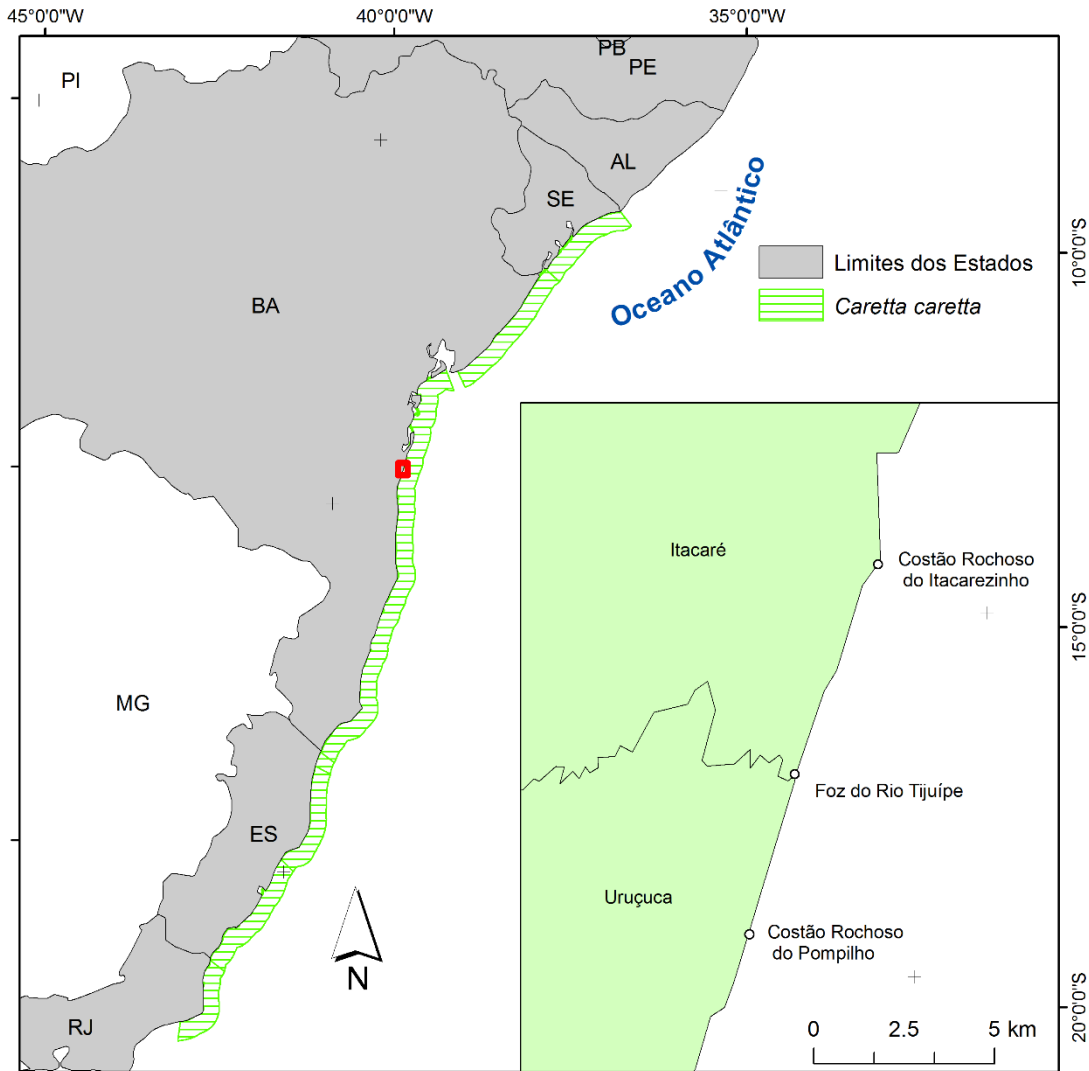 45°0'0"W
40°0'0"W
35°0'0"W
PB
PE
PI
AL
SE
Oceano Atlântico
10°0'0"S
Limites dos Estados
Caretta caretta
BA
Itacaré
Costão Rochoso
do Itacarezinho
15°0'0"S
MG
Foz do Rio Tijuípe
ES
Uruçuca
Costão Rochoso
do Pompilho
N
20°0'0"S
RJ
0 2.5 5 km